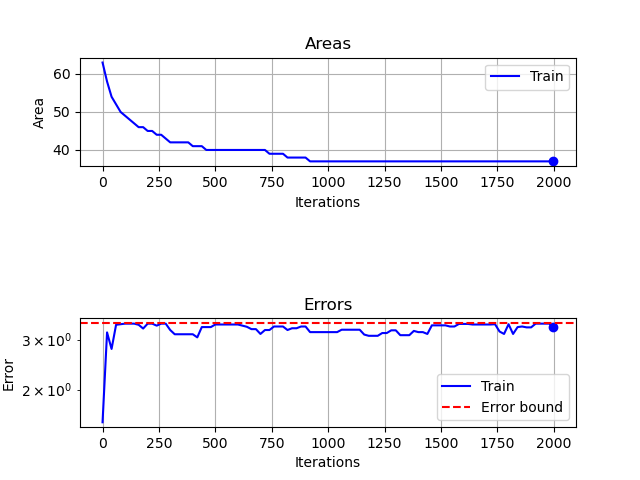 Areas
Area
60
50
40
Train
0 250 500 750 1000 1250 1500 1750 2000
Iterations
Errors
Error
3 × 10⁰
2 × 10⁰
Train
Error bound
0 250 500 750 1000 1250 1500 1750 2000
Iterations